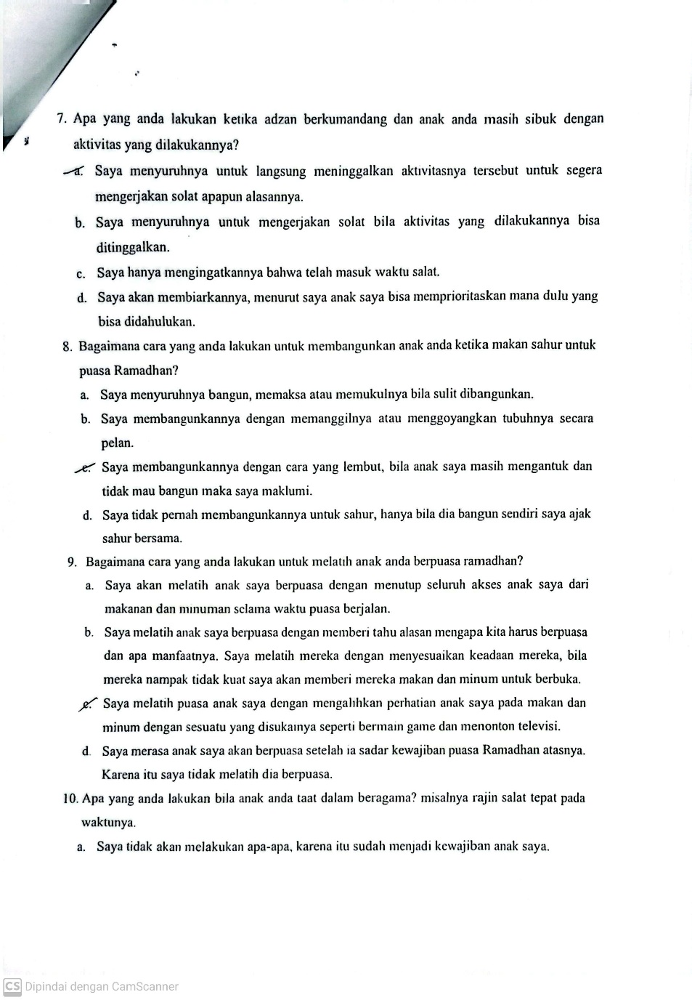 7. Apa yang anda lakukan ketika adzan berkumandang dan anak anda masih sibuk dengan
aktivitas yang dilakukannya?
a. Saya menyuruhnya untuk langsung meninggalkan aktivitasnya tersebut untuk segera
mengerjakan solat apapun alasannya.
b. Saya menyuruhnya untuk mengerjakan solat bila aktivitas yang dilakukannya bisa
ditinggalkan.
c. Saya hanya mengingatkannya bahwa telah masuk waktu salat.
d. Saya akan membiarkannya, menurut saya anak saya bisa memprioritaskan mana dulu yang
bisa didahulukan.
8. Bagaimana cara yang anda lakukan untuk membangunkan anak anda ketika makan sahur untuk
puasa Ramadhan?
a. Saya menyuruhnya bangun, memaksa atau memukulnya bila sulit dibangunkan.
b. Saya membangunkannya dengan memanggilnya atau menggoyangkan tubuhnya secara
pelan.
c. Saya membangunkannya dengan cara yang lembut, bila anak saya masih mengantuk dan
tidak mau bangun maka saya maklumi.
d. Saya tidak pernah membangunkannya untuk sahur, hanya bila dia bangun sendiri saya ajak
sahur bersama.
9. Bagaimana cara yang anda lakukan untuk melatih anak anda berpuasa ramadhan?
a. Saya akan melatih anak saya berpuasa dengan menutup seluruh akses anak saya dari
makanan dan minuman selama waktu puasa berjalan.
b. Saya melatih anak saya berpuasa dengan memberi tahu alasan mengapa kita harus berpuasa
dan apa manfaatnya. Saya melatih mereka dengan menyesuaikan keadaan mereka, bila
mereka nampak tidak kuat saya akan memberi mereka makan dan minum untuk berbuka.
c. Saya melatih puasa anak saya dengan mengalihkan perhatian anak saya pada makan dan
minum dengan sesuatu yang disukainya seperti bermain game dan menonton televisi.
d. Saya merasa anak saya akan berpuasa setelah ia sadar kewajiban puasa Ramadhan atasnya.
Karena itu saya tidak melatih dia berpuasa.
10. Apa yang anda lakukan bila anak anda taat dalam beragama? misalnya rajin salat tepat pada
waktunya.
a. Saya tidak akan melakukan apa-apa, karena itu sudah menjadi kewajiban anak saya.
CS Dipindai dengan CamScanner